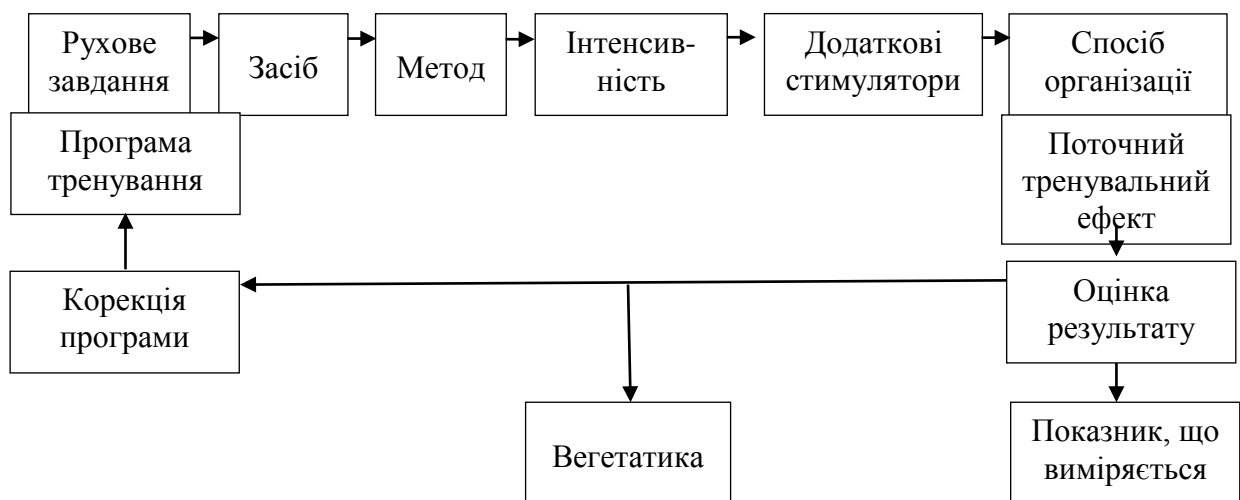 Рухове
завдання
Засіб
Метод
Інтенсив-
ність
Додаткові
стимулятори
Спосіб
організації
Програма
тренування
Поточний
тренувальний
ефект
Корекція
програми
Оцінка
результату
Вегетатика
Показник, що
виміряється